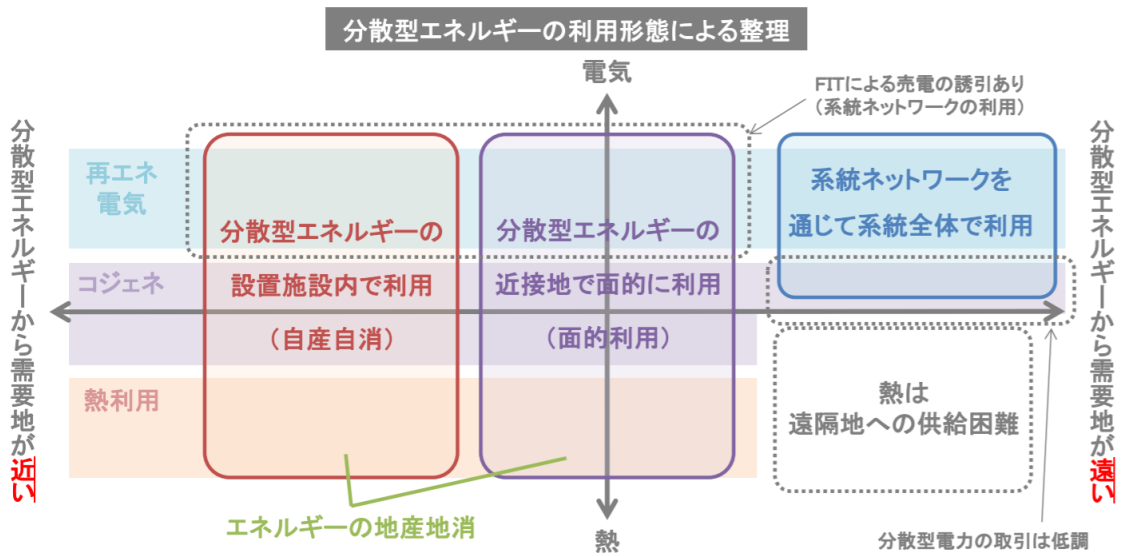 分散型エネルギーの利用形態による整理
電気
FITによる売電の誘引あり
（系統ネットワークの利用）
分散型エネルギーから需要地が近い
分散型エネルギーから需要地が遠い
再エネ
電気
分散型エネルギーの
設置施設内で利用
（自産自消）
分散型エネルギーの
近接地で面的に利用
（面的利用）
系統ネットワークを
通じて系統全体で利用
コジェネ
熱利用
熱は
遠隔地への供給困難
エネルギーの地産地消
熱
分散型電力の取引は低調